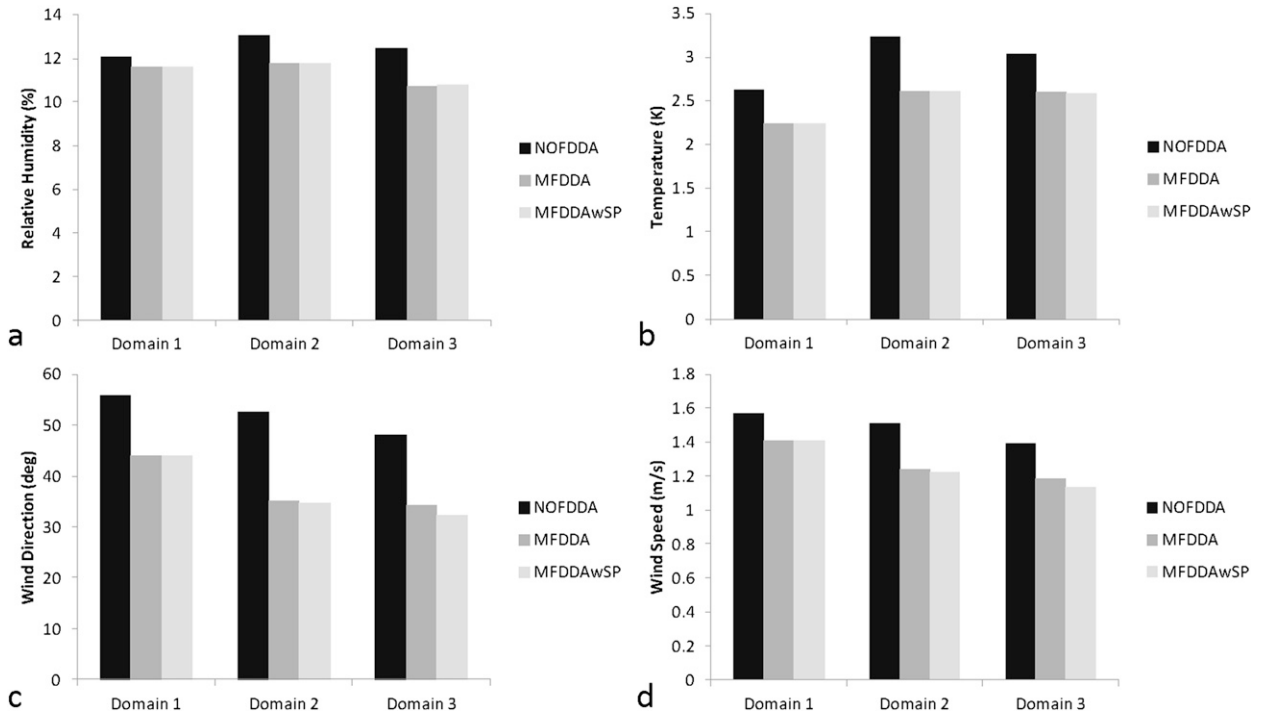 14
12
10
8
6
4
2
0
Relative Humidity (%)
Domain 1
Domain 2
Domain 3
NOFDDA
MFDDA
MFDDAwSP
a
3.5
3
2.5
2
1.5
1
0.5
0
Temperature (K)
Domain 1
Domain 2
Domain 3
NOFDDA
MFDDA
MFDDAwSP
b
60
50
40
30
20
10
0
Wind Direction (deg)
Domain 1
Domain 2
Domain 3
NOFDDA
MFDDA
MFDDAwSP
c
1.8
1.6
1.4
1.2
1
0.8
0.6
0.4
0.2
0
Wind Speed (m/s)
Domain 1
Domain 2
Domain 3
NOFDDA
MFDDA
MFDDAwSP
d